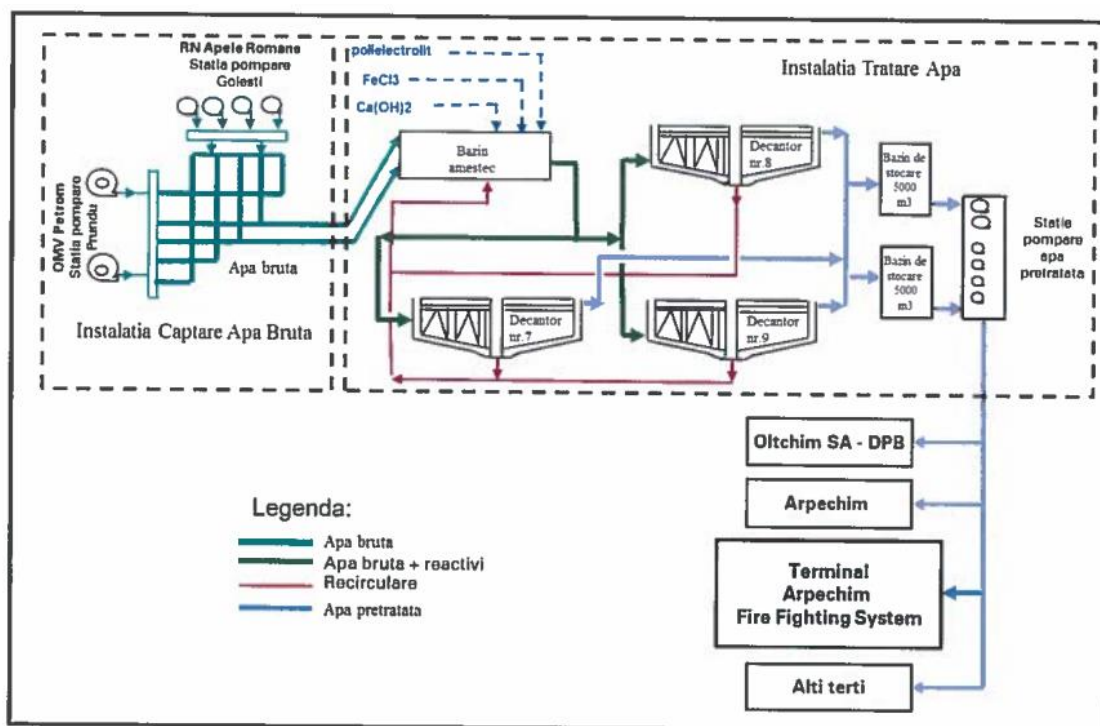 RN Apele Romane
Statia pompare
Golesti
OMV Petrom
Statia pompare
Prundu
Apa bruta
Instalatia Captare Apa Bruta
polielectrolit
FeCl3
Ca(OH)2
Bazin
amestec
Instalatia Tratare Apa
Decantor
nr.8
Decantor
nr.7
Decantor
nr.9
Bazin de
stocare
5000
m3
Bazin de
stocare
5000
m3
Statie
pompare
apa
pretratata
Oltchim SA - DPB
Arpechim
Terminal
Arpechim
Fire Fighting System
Alti terti
Legenda:
Apa bruta
Apa bruta + reactivi
Recirculare
Apa pretratata